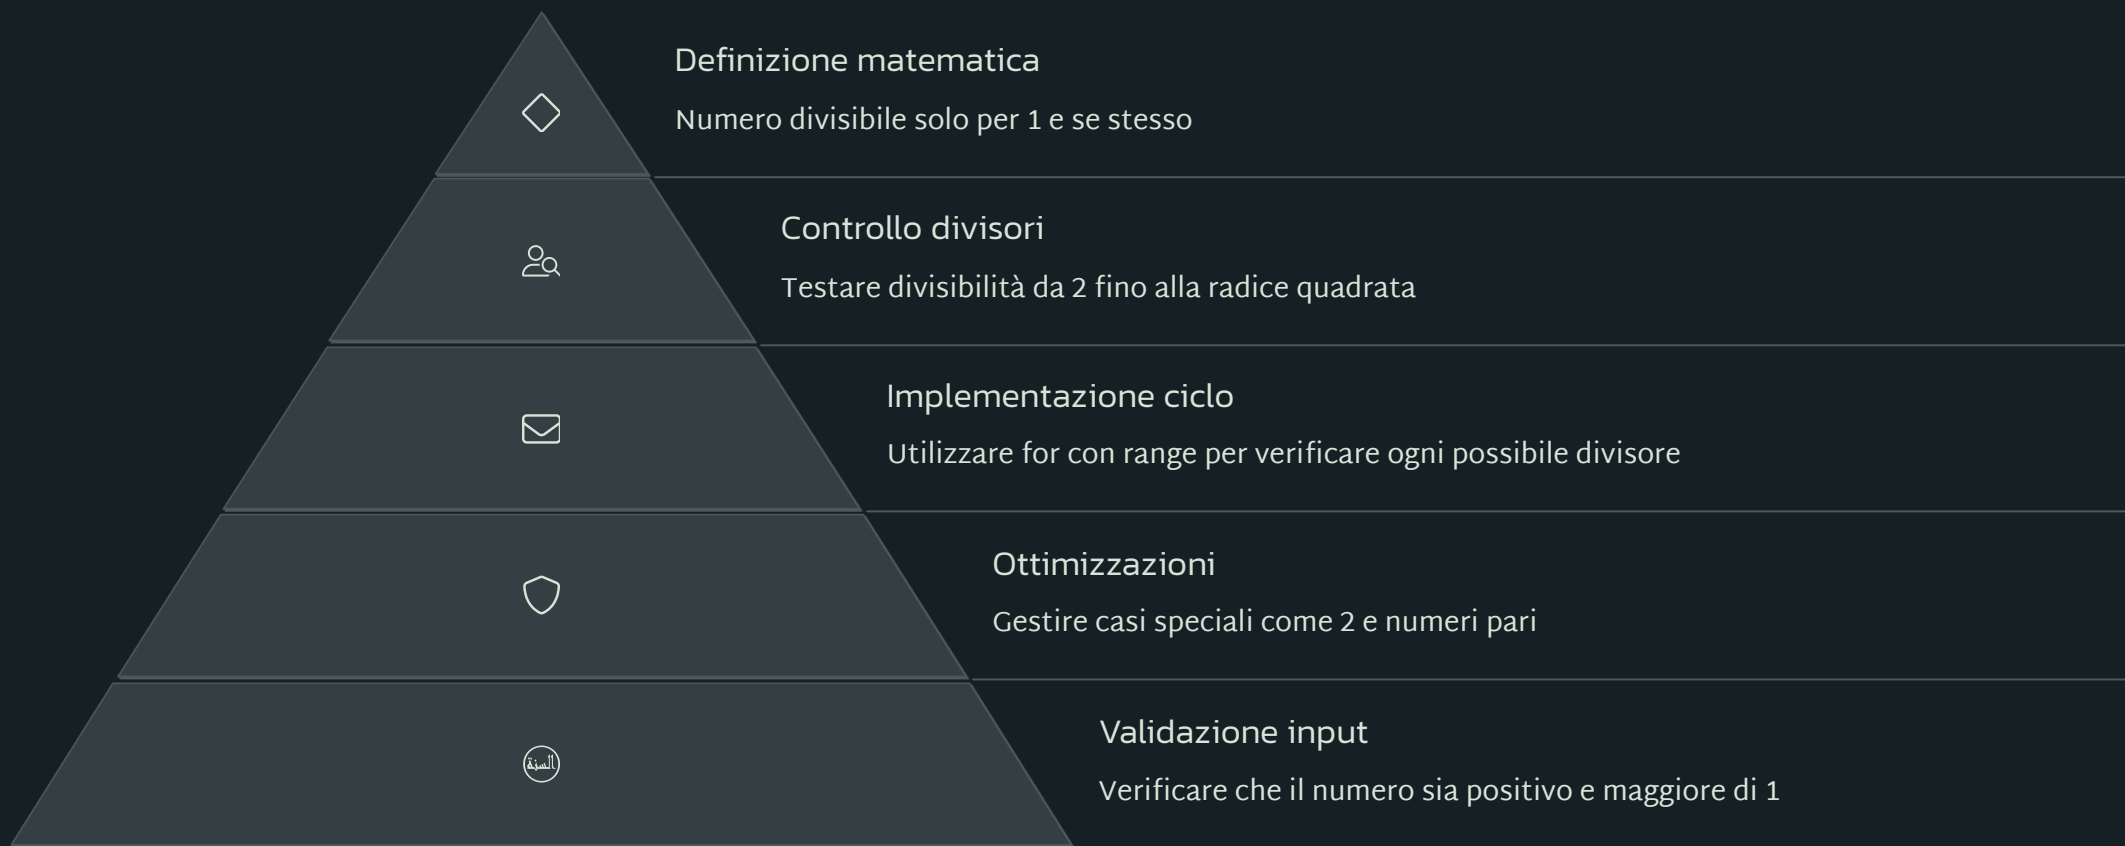 Definizione matematica
Numero divisibile solo per 1 e se stesso
Controllo divisori
Testare divisibilità da 2 fino alla radice quadrata
Implementazione ciclo
Utilizzare for con range per verificare ogni possibile divisore
Ottimizzazioni
Gestire casi speciali come 2 e numeri pari
Validazione input
السنة
Verificare che il numero sia positivo e maggiore di 1